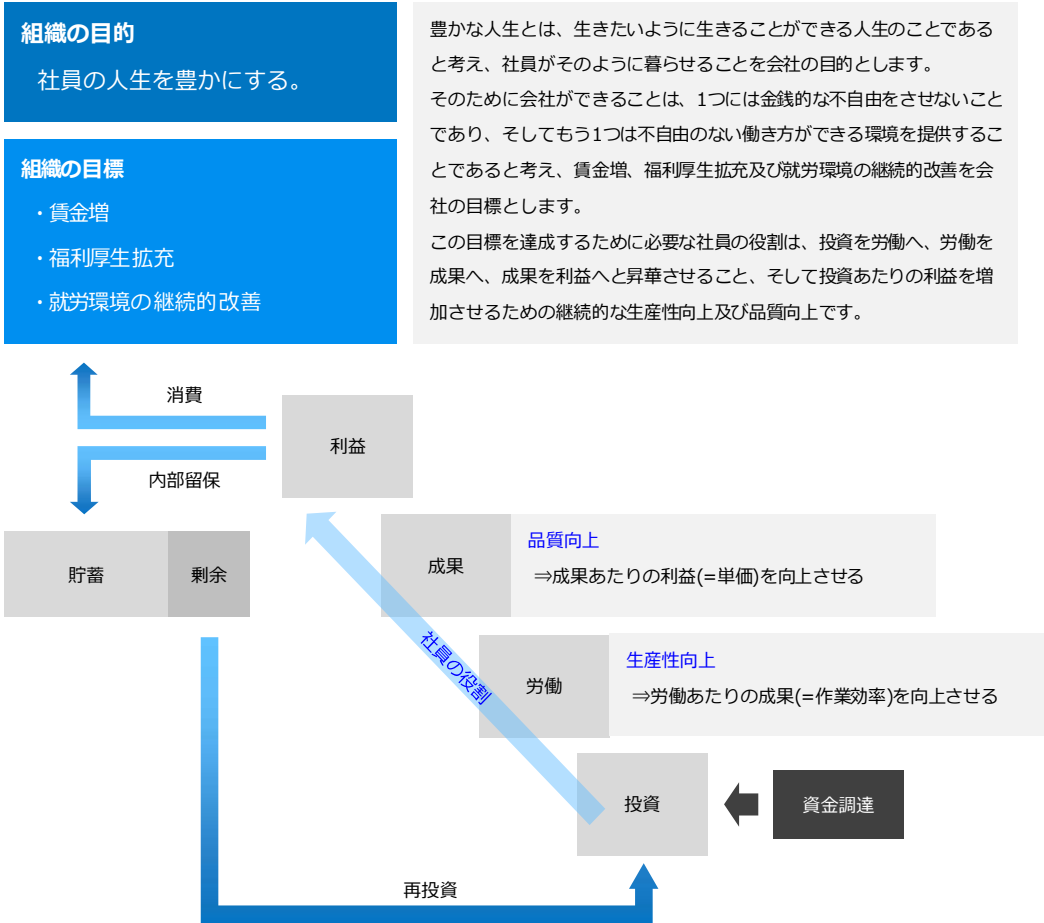 組織の目的
社員の人生を豊かにする。
組織の目標
・賃金増
・福利厚生拡充
・就労環境の継続的改善
豊かな人生とは、生きたいように生きることができる人生のことである
と考え、社員がそのように暮らせることを会社の目的とします。
そのために会社ができることは、1つには金銭的な不自由をさせないこと
であり、そしてもう1つは不自由のない働き方ができる環境を提供するこ
とであると考え、賃金増、福利厚生拡充及び就労環境の継続的改善を会
社の目標とします。
この目標を達成するために必要な社員の役割は、投資を労働へ、労働を
成果へ、成果を利益へと昇華させること、そして投資あたりの利益を増
加させるための継続的な生産性向上及び品質向上です。
消費
利益
内部留保
貯蓄
剰余
成果
品質向上
⇒成果あたりの利益(=単価)を向上させる
社員の役割
労働
生産性向上
⇒労働あたりの成果(=作業効率)を向上させる
投資
資金調達
再投資